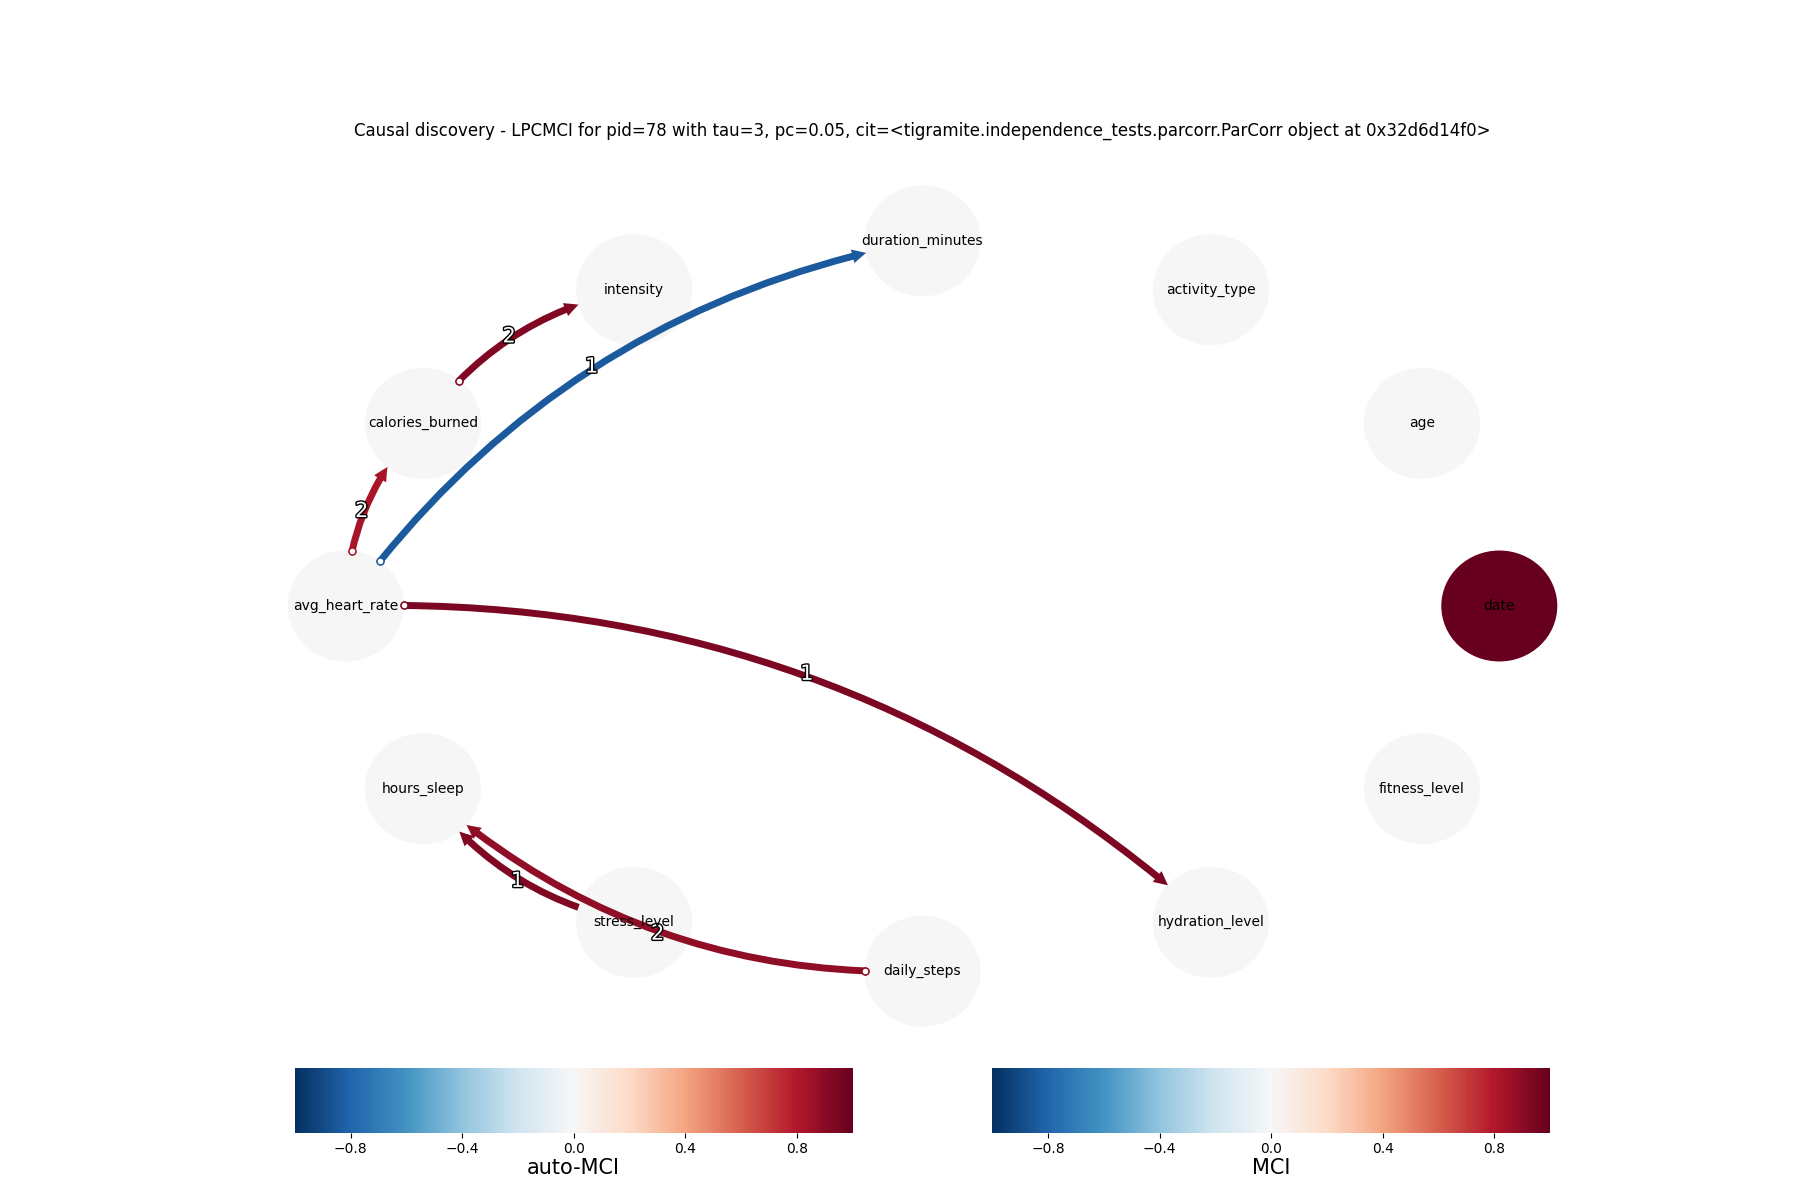 Causal discovery - LPCMCI for pid=78 with tau=3, pc=0.05, cit=<tigramite.independence_tests.parcorr.ParCorr object at 0x32d6d14f0>
duration_minutes
intensity
activity_type
2
1
calories_burned
age
2
avg_heart_rate
date
1
hours_sleep
fitness_level
1
stress_level
2
hydration_level
daily_steps
−0.8 −0.4 0.0 0.4 0.8
auto-MCI
−0.8 −0.4 0.0 0.4 0.8
MCI